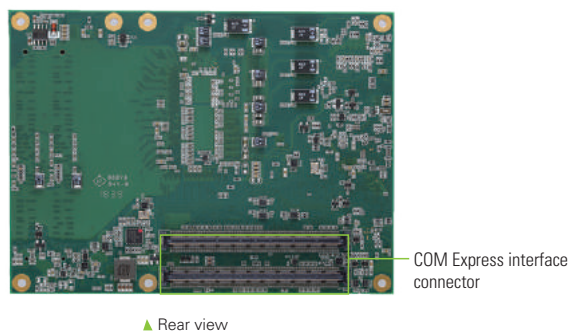 COM Express interface
connector
▲ Rear view